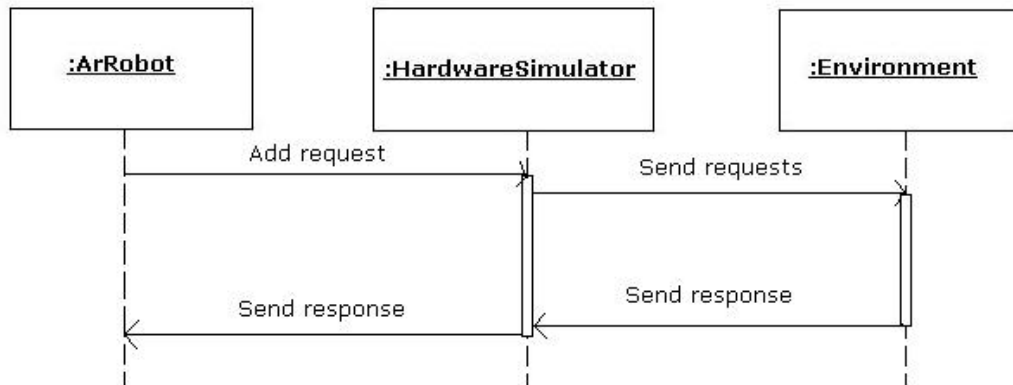 :ArRobot
:HardwareSimulator
:Environment
Add request
Send requests
Send response
Send response